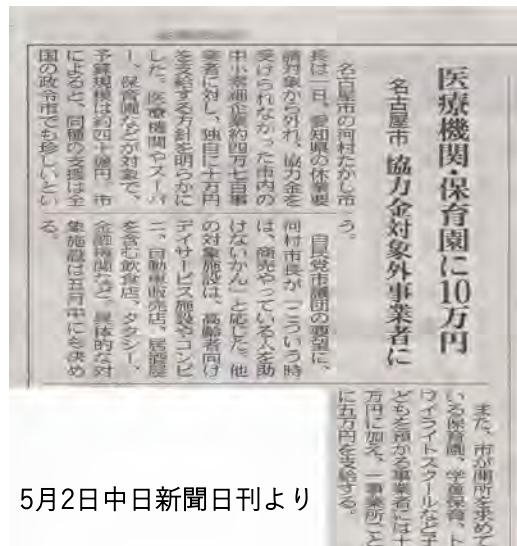 医療機関・保育園に10万円
名古屋市 協力金対象外事業者に
名古屋市の河村たかし市
長は一日、愛知県の休業要
請対象から外れ、協力金を
受けられなかった市内の
中小零細企業約四万七百事
業者に対し、独自に十万円
を支給する方針を明らかに
した。医療機関やスーパ
ー、保育園などが対象で、
予算規模は約四十億円。市
によると、同種の支援は全
国の政令市でも珍しいとい
う。
自民党市議団の要望に、
河村市長が「こういう時
は、商売やっている人を助
けないかん」と応じた。他
の対象施設は、高齢者向け
デイサービス施設やコンビ
ニ、自動車販売店、居酒屋
を含む飲食店、タクシー、
金融機関など。具体的な対
象施設は五月中にも決め
る。
また、市が開所を求めて
いる保育園、学童保育、ト
ワイライトスクールなど子
どもを預かる事業者には十
万円に加え、一事業所ごと
に五万円を支給する。
5月2日中日新聞日刊より